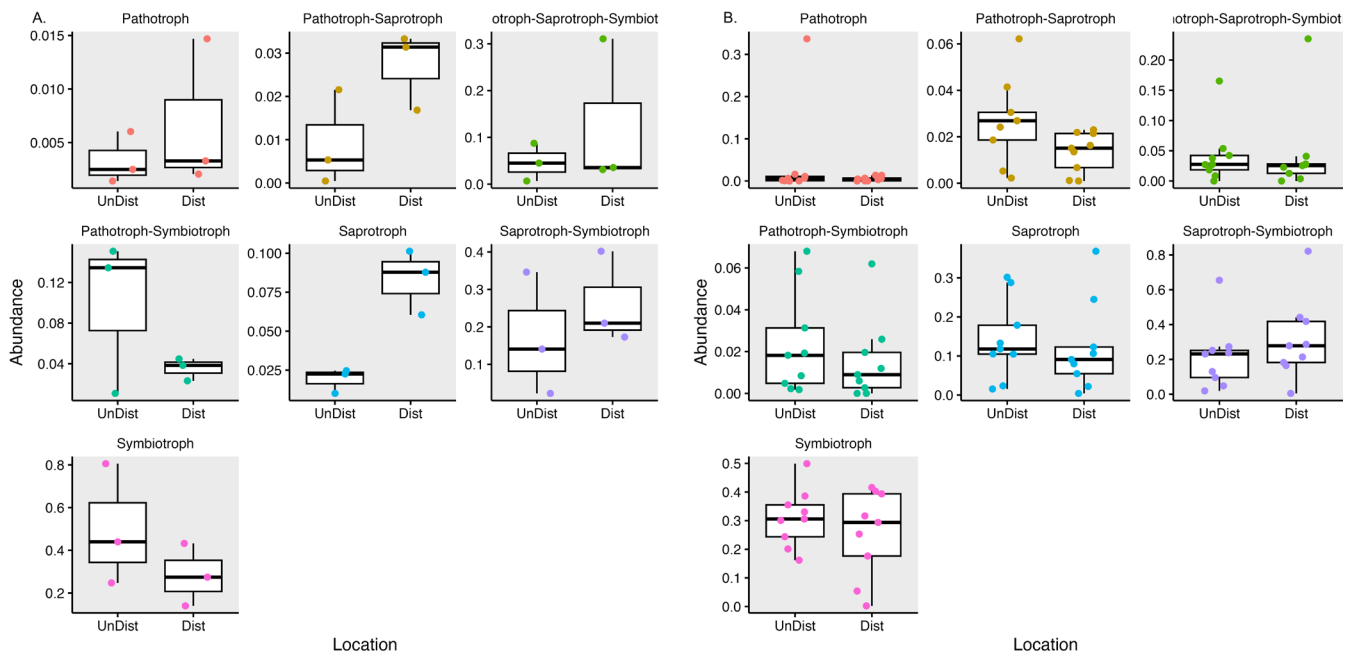 A.
Pathotroph
Pathotroph-Saprotroph
otroph-Saprotroph-Symbiot
0.015
0.010
0.005
UnDist Dist
0.03
0.02
0.01
0.00
UnDist Dist
0.3
0.2
0.1
0.0
UnDist Dist
Pathotroph-Symbiotroph
Saprotroph
Saprotroph-Symbiotroph
Abundance
0.12
0.08
0.04
UnDist Dist
0.100
0.075
0.050
0.025
UnDist Dist
0.4
0.3
0.2
0.1
UnDist Dist
Symbiotroph
0.8
0.6
0.4
0.2
UnDist Dist
Location
B.
Pathotroph
Pathotroph-Saprotroph
otroph-Saprotroph-Symbiot
0.3
0.2
0.1
0.0
UnDist Dist
0.06
0.04
0.02
0.00
UnDist Dist
0.20
0.15
0.10
0.05
0.00
UnDist Dist
Pathotroph-Symbiotroph
Saprotroph
Saprotroph-Symbiotroph
Abundance
0.06
0.04
0.02
0.00
UnDist Dist
0.3
0.2
0.1
0.0
UnDist Dist
0.8
0.6
0.4
0.2
0.0
UnDist Dist
Symbiotroph
0.5
0.4
0.3
0.2
0.1
0.0
UnDist Dist
Location